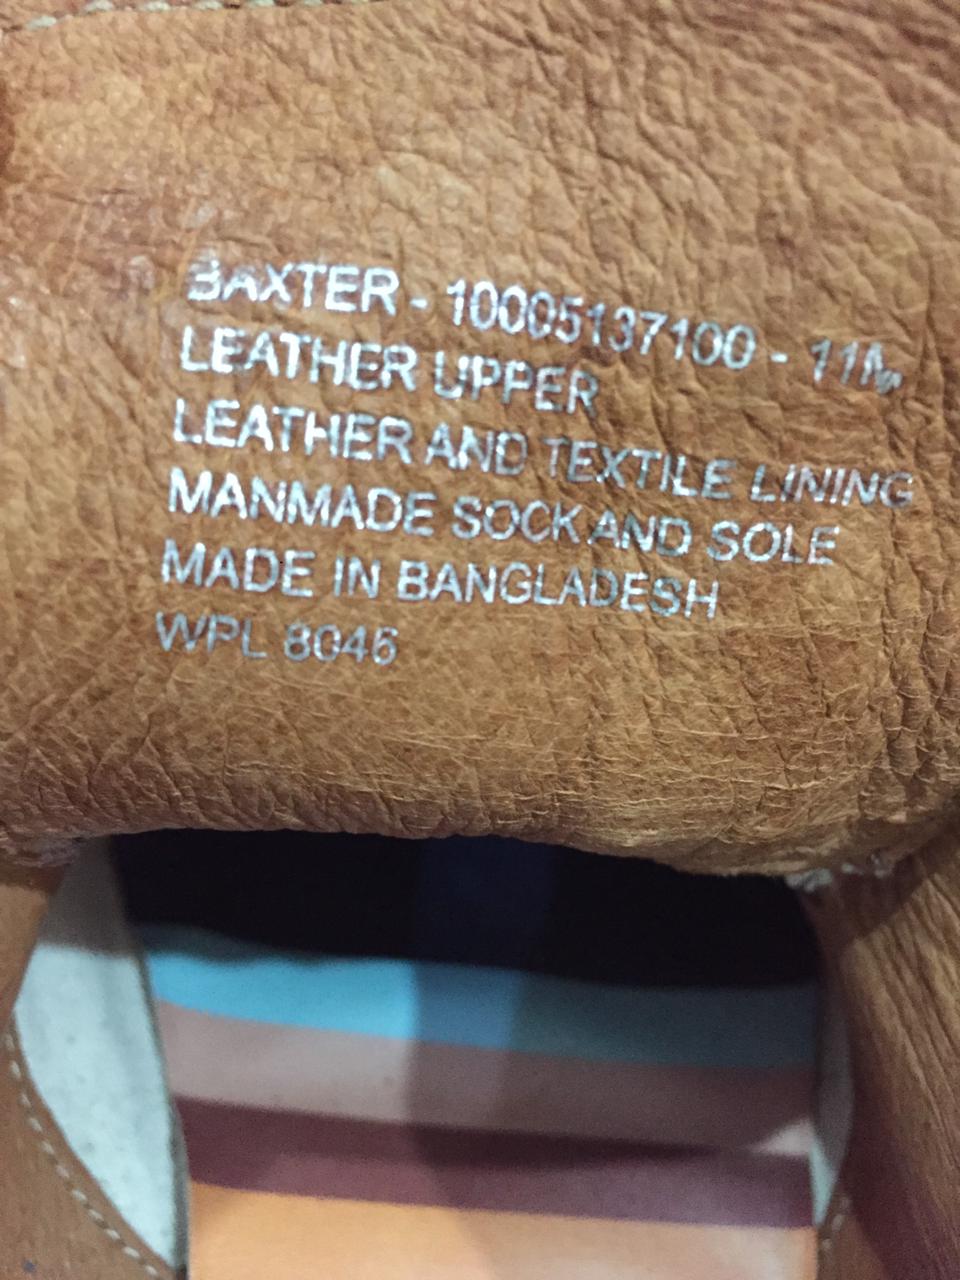 BAXTER - 10005137100 - 11M
LEATHER UPPER
LEATHER AND TEXTILE LINING
MANMADE SOCK AND SOLE
MADE IN BANGLADESH
WPL 8046